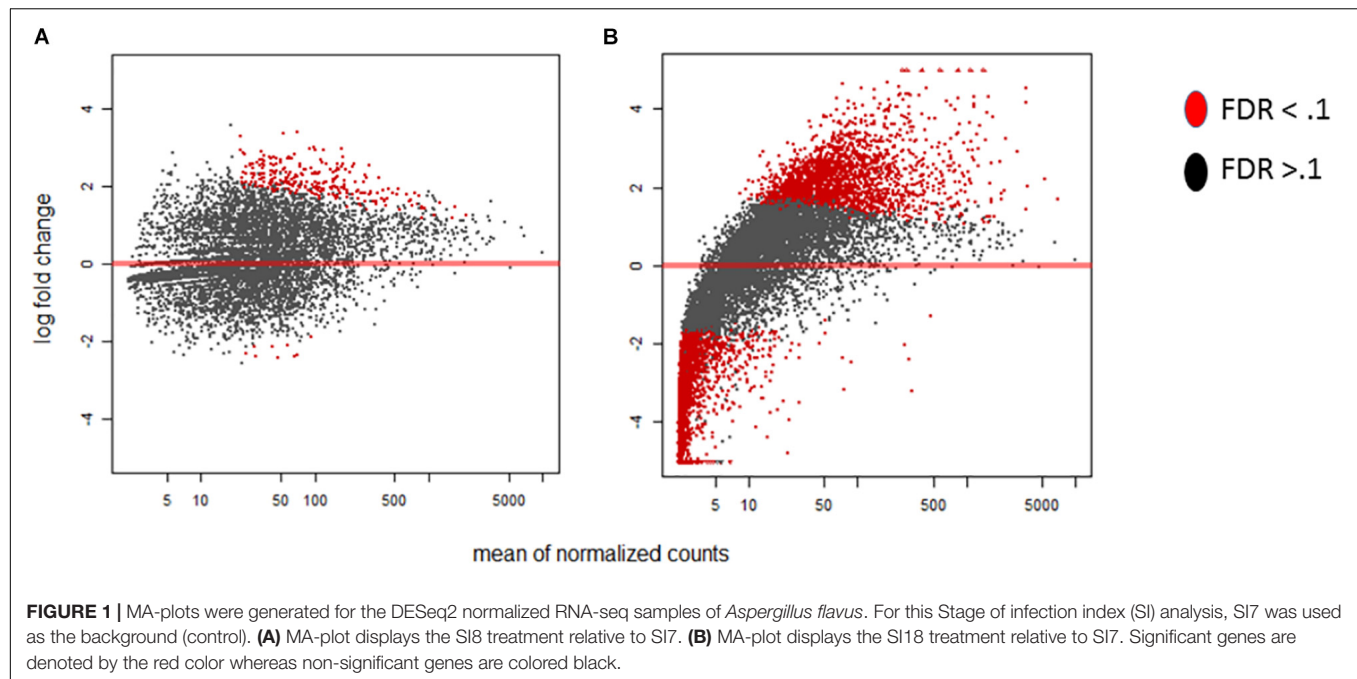 A
B
4
2
0
-2
-4
log fold change
5 10 50 100 500 5000
4
2
0
-2
-4
5 10 50 500 5000
mean of normalized counts
FDR < .1
FDR >.1
FIGURE 1 | MA-plots were generated for the DESeq2 normalized RNA-seq samples of Aspergillus flavus. For this Stage of infection index (SI) analysis, SI7 was used
as the background (control). (A) MA-plot displays the SI8 treatment relative to SI7. (B) MA-plot displays the SI18 treatment relative to SI7. Significant genes are
denoted by the red color whereas non-significant genes are colored black.